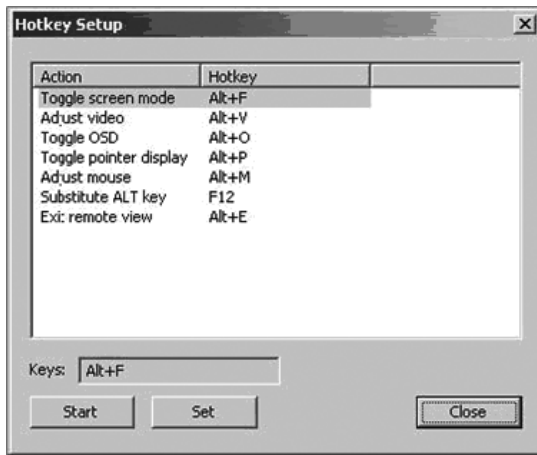 Hotkey Setup
Action Hotkey
Toggle screen mode Alt+F
Adjust video Alt+V
Toggle OSD Alt+O
Toggle pointer display Alt+P
Adjust mouse Alt+M
Substitute ALT key F12
Exit remote view Alt+E
Keys: Alt+F
Start Set Close